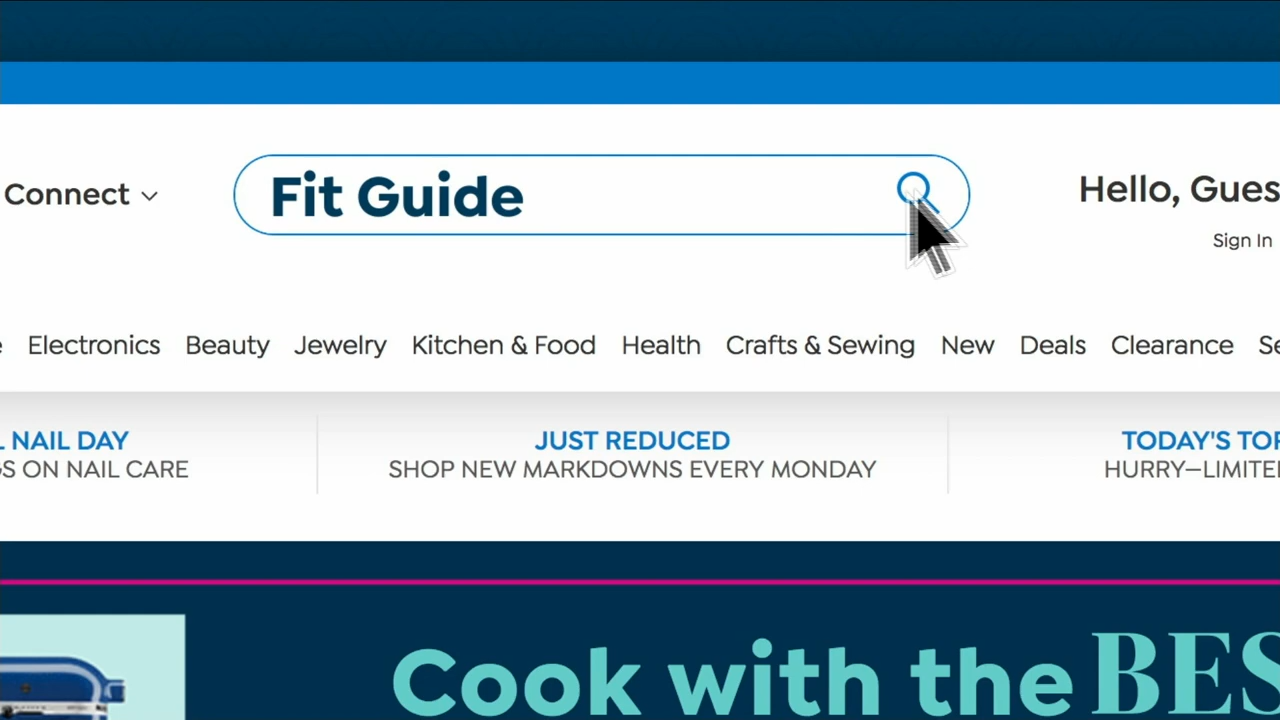 Connect
Fit Guide
Hello, Gues
Sign In
Electronics Beauty Jewelry Kitchen & Food Health Crafts & Sewing New Deals Clearance
NAIL DAY
ON NAIL CARE
JUST REDUCED
SHOP NEW MARKDOWNS EVERY MONDAY
TODAY'S TOP
HURRY—LIMITE
Cook with the BES